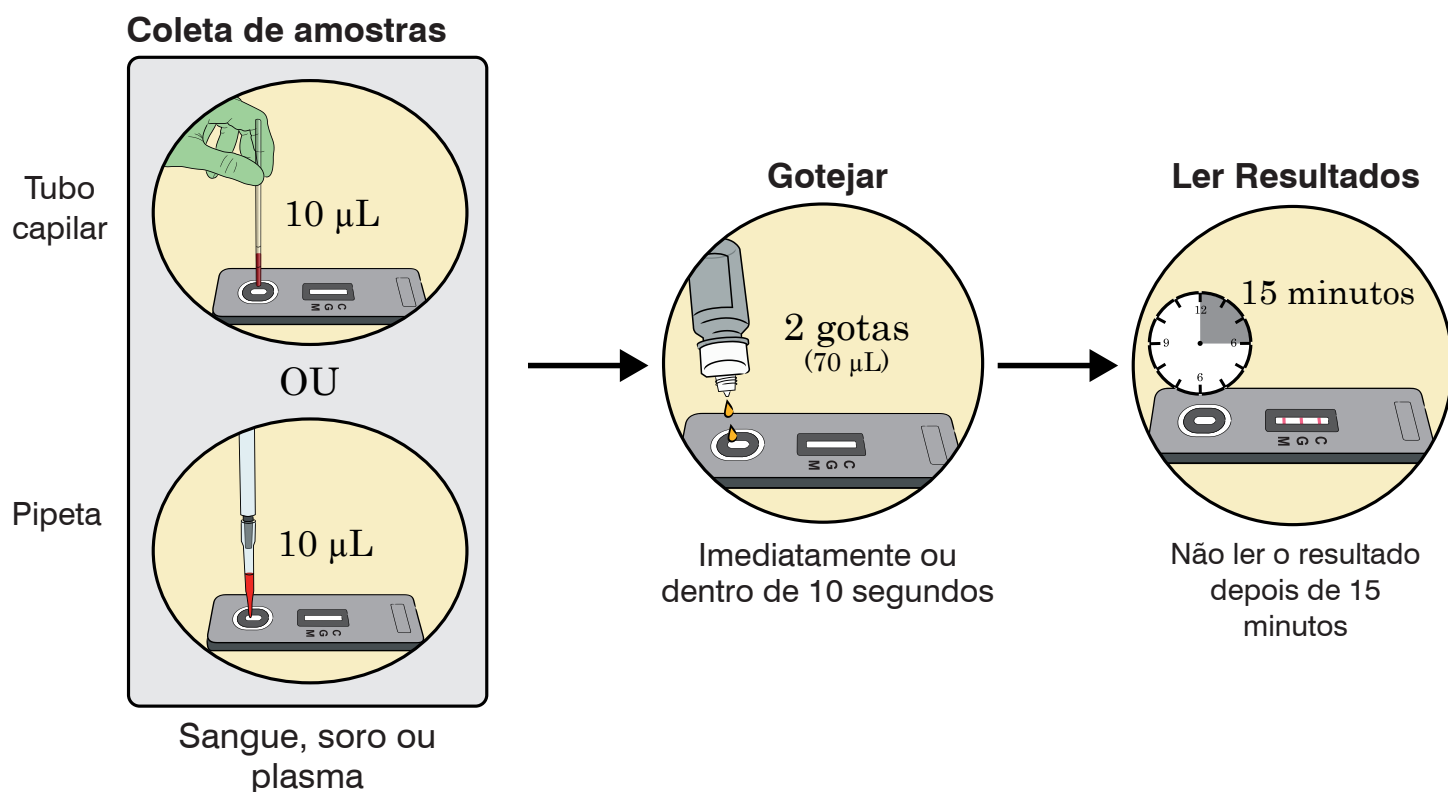 Coleta de amostras
Tubo
capilar
10 µL
C
G
M
OU
Pipeta
10 µL
C
G
M
Sangue, soro ou
plasma
Gotejar
2 gotas
(70 µL)
C
G
M
Imediatamente ou
dentro de 10 segundos
Ler Resultados
15 minutos
12
9
6
6
C
G
M
Não ler o resultado
depois de 15
minutos